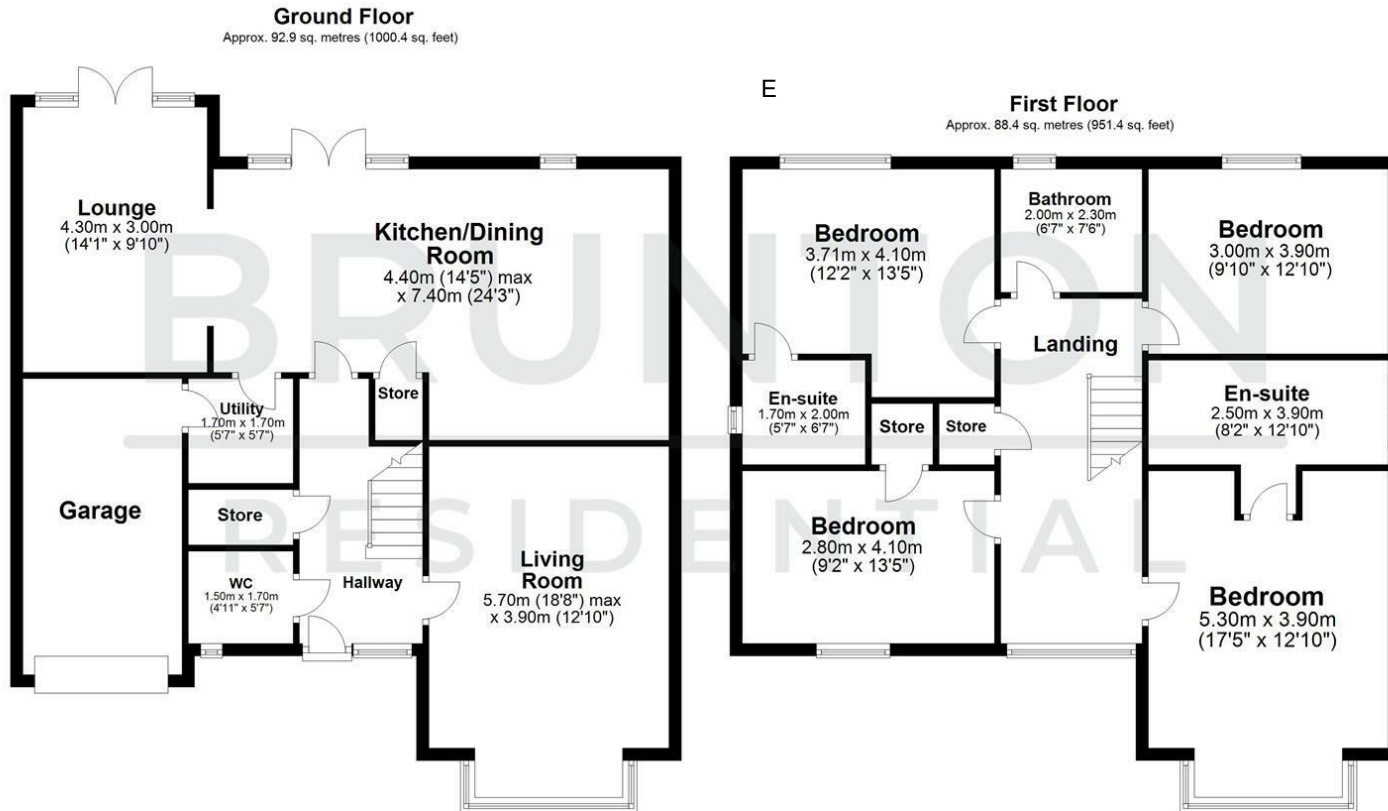 Ground Floor
Approx. 92.9 sq. metres (1000.4 sq. feet)
Lounge
4.30m x 3.00m
(14'1" x 9'10")
Kitchen/Dining
Room
4.40m (14'5") max
x 7.40m (24'3")
Store
Utility
1.70m x 1.70m
(5'7" x 5'7")
Garage
Store
WC
1.50m x 1.70m
(4'11" x 5'7")
Hallway
Living
Room
5.70m (18'8") max
x 3.90m (12'10")
E
First Floor
Approx. 88.4 sq. metres (951.4 sq. feet)
Bedroom
3.71m x 4.10m
(12'2" x 13'5")
Bathroom
2.00m x 2.30m
(6'7" x 7'6")
Bedroom
3.00m x 3.90m
(9'10" x 12'10")
Landing
En-suite
1.70m x 2.00m
(5'7" x 6'7")
Store
Store
En-suite
2.50m x 3.90m
(8'2" x 12'10")
Bedroom
2.80m x 4.10m
(9'2" x 13'5")
Bedroom
5.30m x 3.90m
(17'5" x 12'10")
BRUNTON
RESIDENTIAL